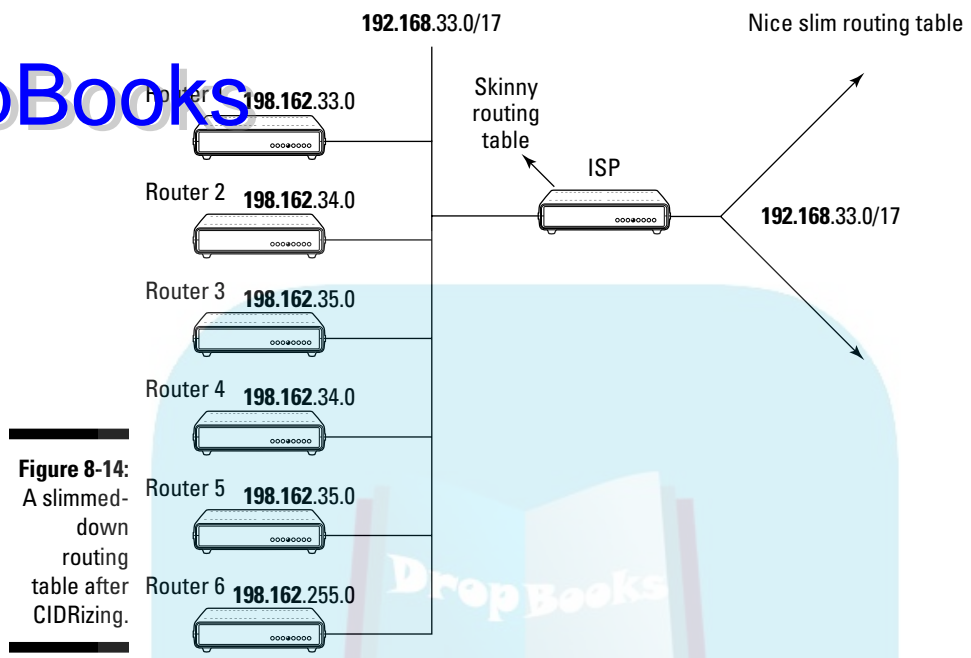 192.168.33.0/17
Nice slim routing table
oBooks
Router
198.162.33.0
Skinny
routing
table
ISP
Router 2 198.162.34.0
192.168.33.0/17
Router 3 198.162.35.0
Router 4 198.162.34.0
Router 5 198.162.35.0
Router 6 198.162.255.0
Figure 8-14:
A slimmed-
down
routing
table after
CIDRizing.
DropBooks